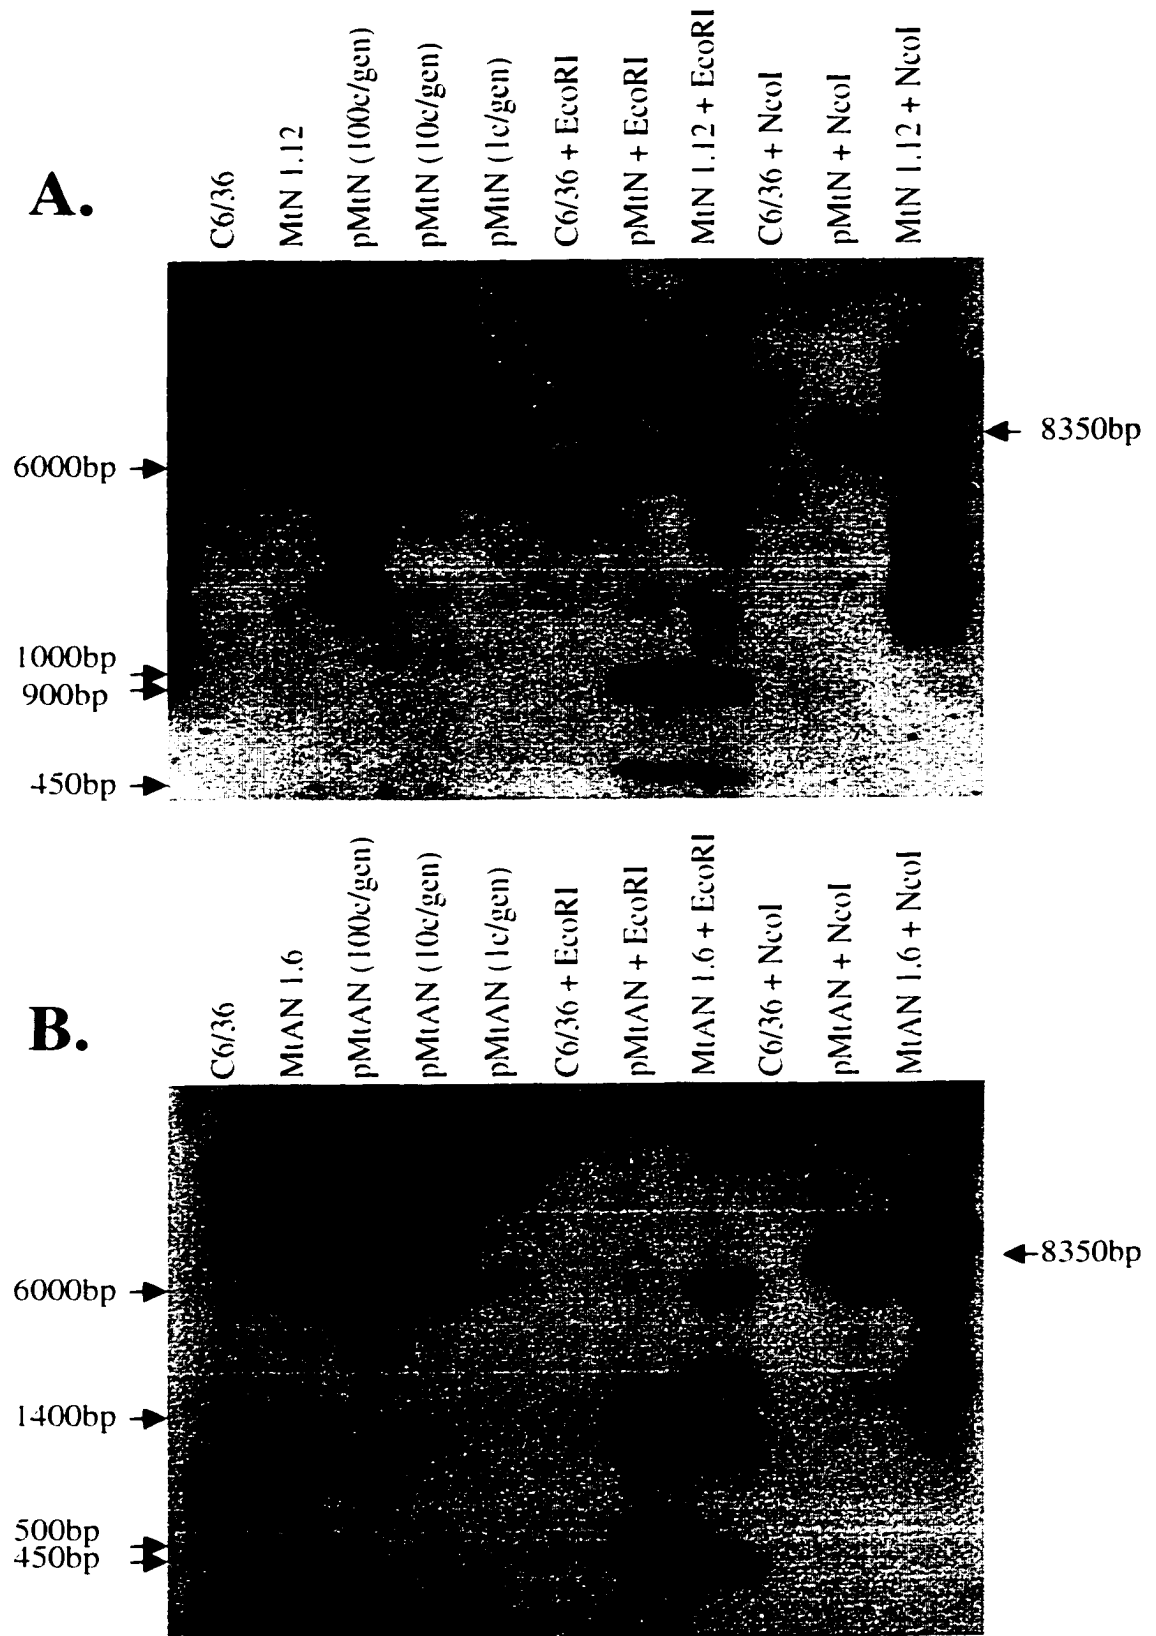 A.
C6/36
MtN 1.12
pMtN (100c/gen)
pMtN (10c/gen)
pMtN (1c/gen)
C6/36 + EcoRI
pMtN + EcoRI
MtN 1.12 + EcoRI
C6/36 + NcoI
pMtN + NcoI
MtN 1.12 + NcoI
8350bp
6000bp
1000bp
900bp
450bp
B.
C6/36
MtAN 1.6
pMtAN (100c/gen)
pMtAN (10c/gen)
pMtAN (1c/gen)
C6/36 + EcoRI
pMtAN + EcoRI
MtAN 1.6 + EcoRI
C6/36 + NcoI
pMtAN + NcoI
MtAN 1.6 + NcoI
8350bp
6000bp
1400bp
500bp
450bp